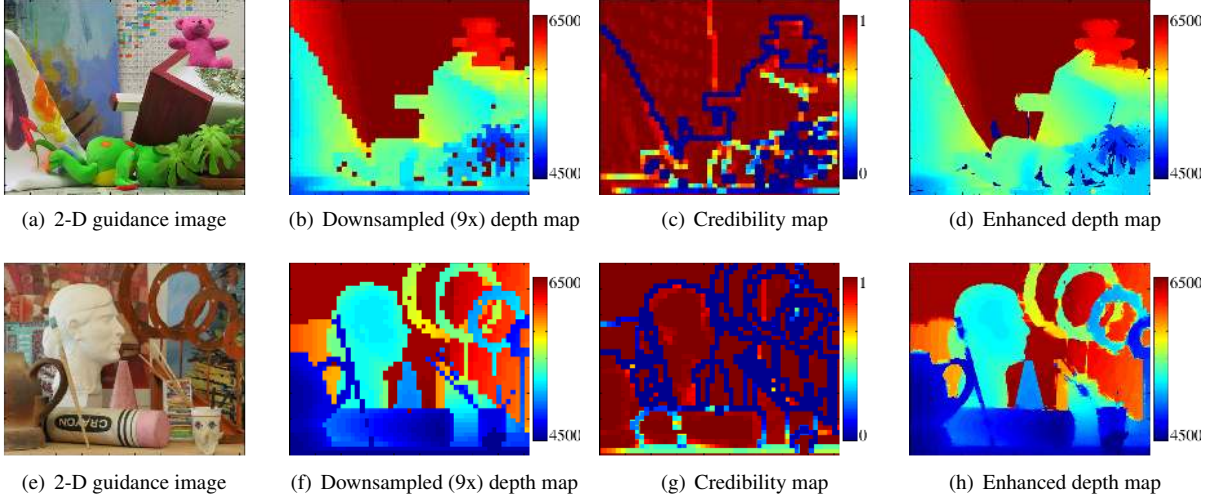 6500
4500
1
0
6500
4500
(a) 2-D guidance image
(b) Downsampled (9x) depth map
(c) Credibility map
(d) Enhanced depth map
CRAYON
6500
4500
1
0
6500
4500
(e) 2-D guidance image
(f) Downsampled (9x) depth map
(g) Credibility map
(h) Enhanced depth map